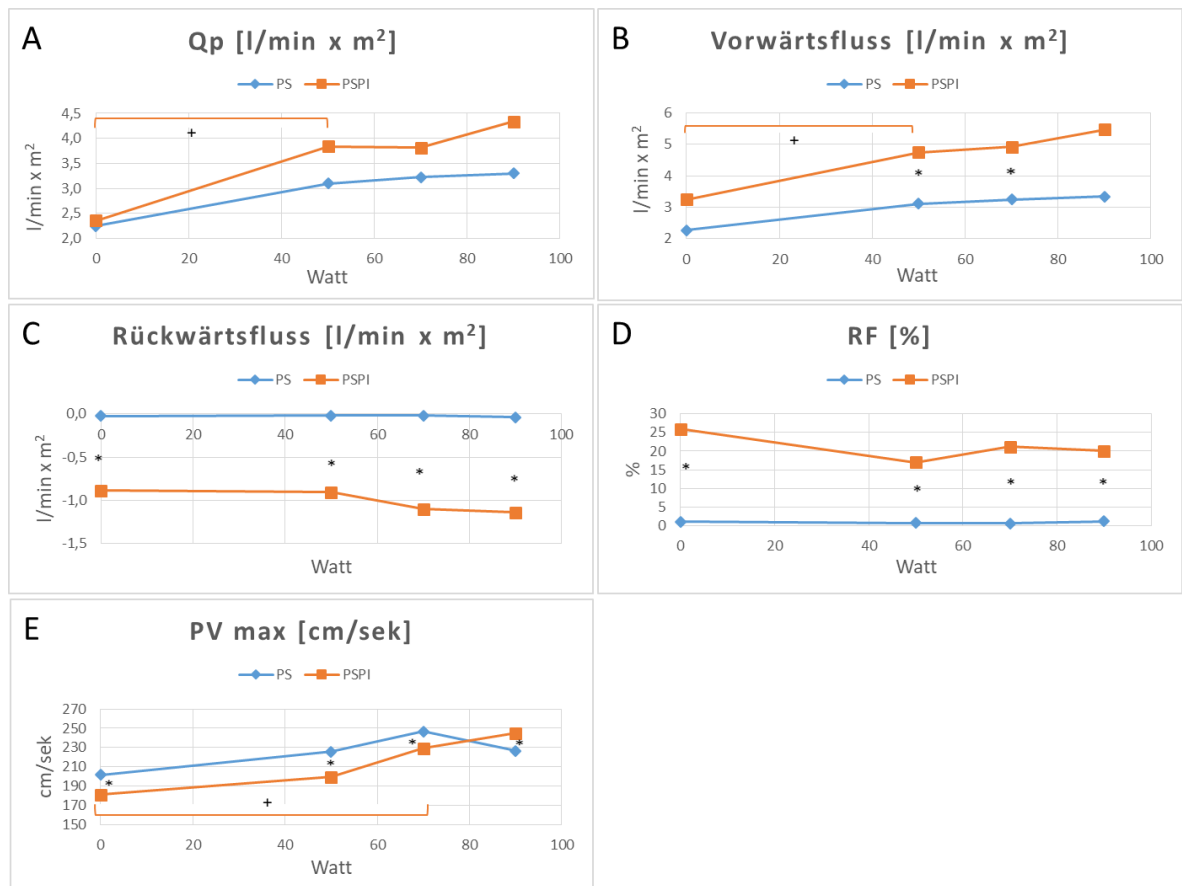 A
Qp [l/min x m²]
PS PSPI
4,5
4,0
3,5
3,0
2,5
2,0
l/min x m²
+
0 20 40 60 80 100
Watt
B
Vorwärtsfluss [l/min x m²]
PS PSPI
6
5
4
3
2
l/min x m²
+
* *
0 20 40 60 80 100
Watt
C
Rückwärtsfluss [l/min x m²]
PS PSPI
0,0
-0,5
-1,0
-1,5
l/min x m²
0 20 40 60 80 100
* * * *
Watt
D
RF [%]
PS PSPI
30
25
20
15
10
5
0
%
* * * *
0 20 40 60 80 100
Watt
E
PV max [cm/sek]
PS PSPI
270
250
230
210
190
170
150
cm/sek
* * * *
+
0 20 40 60 80 100
Watt